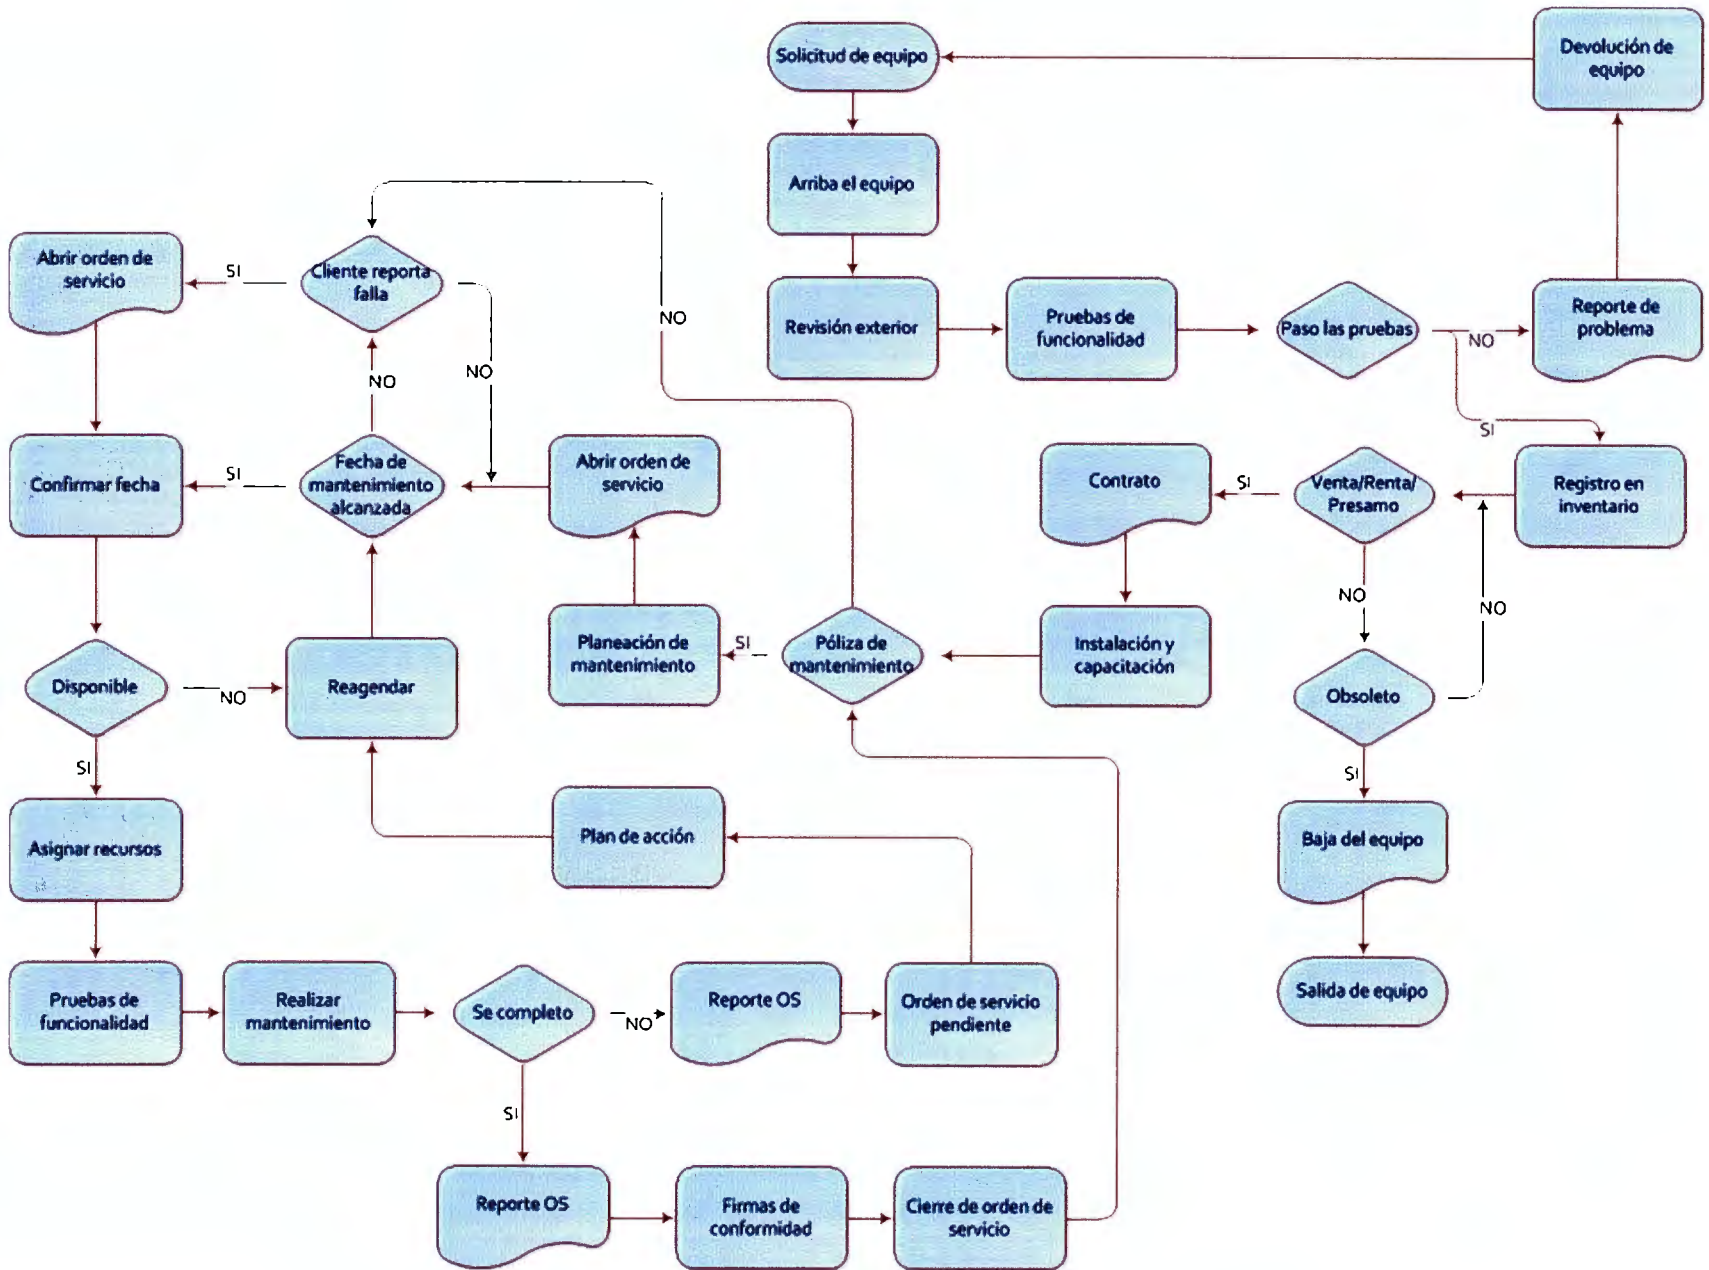 Solicitud de equipo
Devolución de
equipo
Arriba el equipo
Abrir orden de
servicio
SI
Cliente reporta
falla
NO
Revisión exterior
Pruebas de
funcionalidad
Paso las pruebas
NO
Reporte de
problema
NO
NO
SI
Confirmar fecha
SI
Fecha de
mantenimiento
alcanzada
Abrir orden de
servicio
Contrato
SI
Venta/Renta/
Presamo
Registro en
inventario
NO
NO
Disponible
NO
Reagendar
Planeación de
mantenimiento
SI
Póliza de
mantenimiento
Instalación y
capacitación
Obsoleto
SI
SI
Asignar recursos
Plan de acción
Baja del equipo
Pruebas de
funcionalidad
Realizar
mantenimiento
Se completo
NO
Reporte OS
Orden de servicio
pendiente
Salida de equipo
SI
Reporte OS
Firmas de
conformidad
Cierre de orden de
servicio